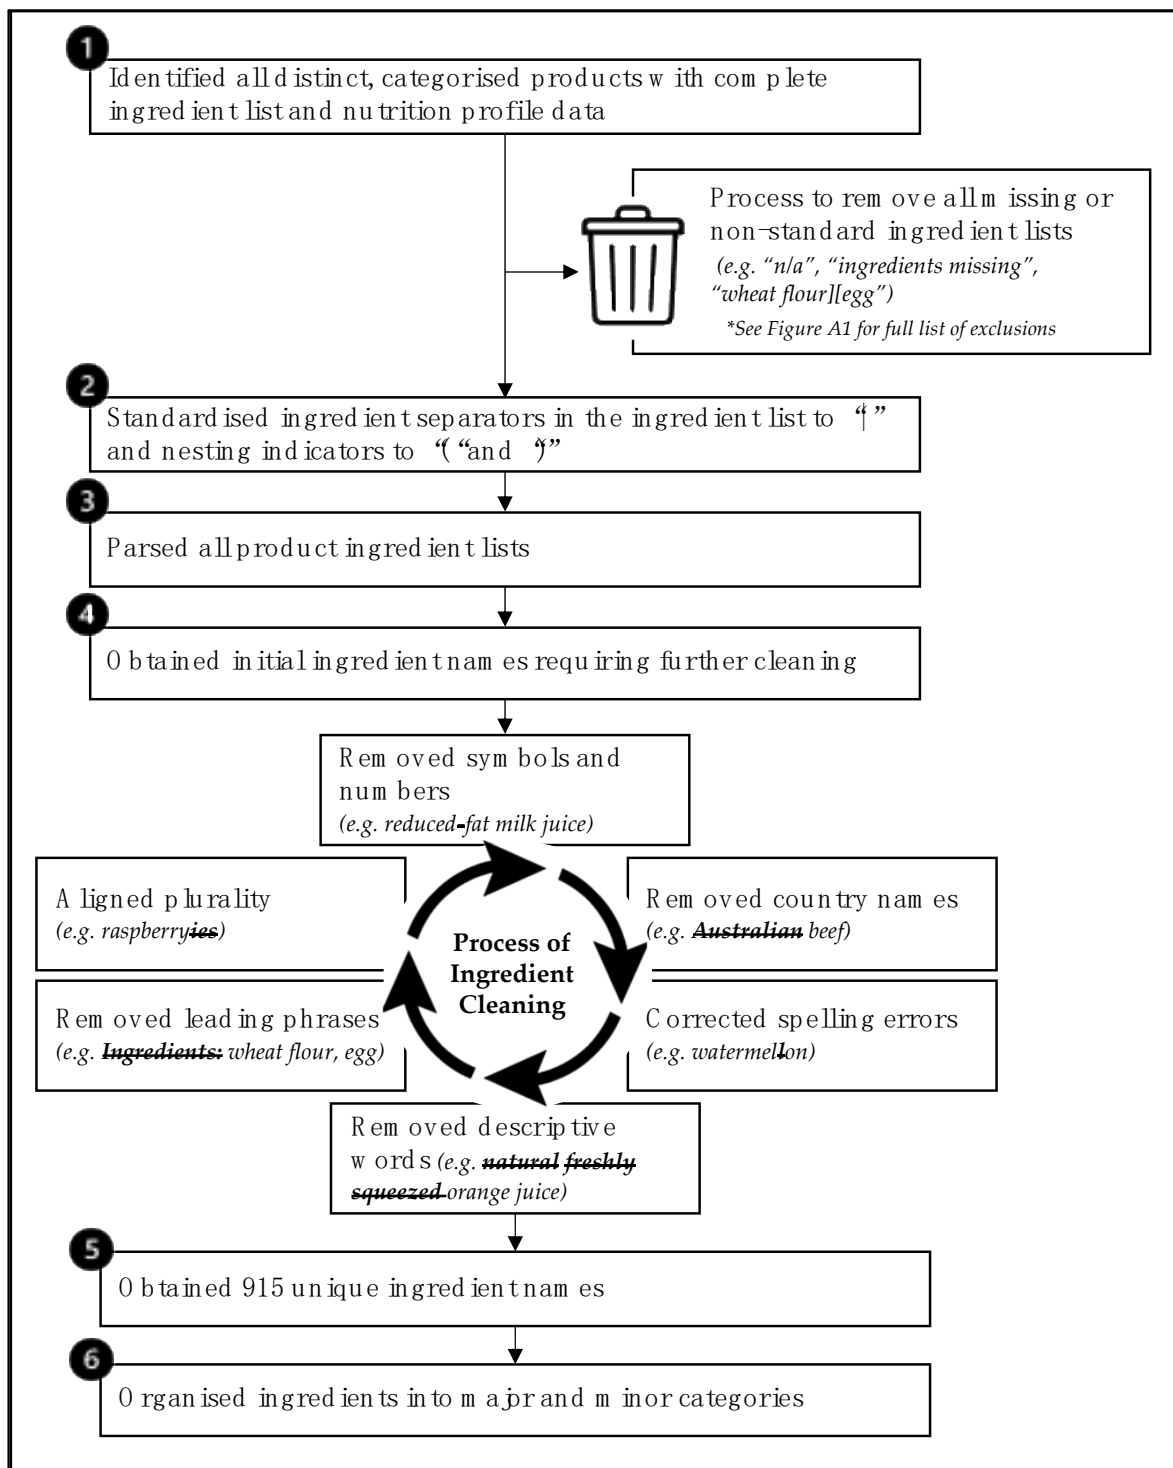 1
Identified all distinct, categorised products with complete
ingredient list and nutrition profile data
Process to remove all missing or
non-standard ingredient lists
(e.g. “n/a”, “ingredients missing”,
“wheat flour][egg”)
*See Figure A1 for full list of exclusions
2
Standardised ingredient separators in the ingredient list to “|”
and nesting indicators to “( “and “)”
3
Parsed all product ingredient lists
4
Obtained initial ingredient names requiring further cleaning
Removed symbols and
numbers
(e.g. reduced-fat milk juice)
Aligned plurality
(e.g. raspberryies)
Removed country names
(e.g. Australian beef)
Process of
Ingredient
Cleaning
Removed leading phrases
(e.g. Ingredients: wheat flour, egg)
Corrected spelling errors
(e.g. watermellon)
Removed descriptive
words (e.g. natural freshly
squeezed orange juice)
5
Obtained 915 unique ingredient names
6
Organised ingredients into major and minor categories